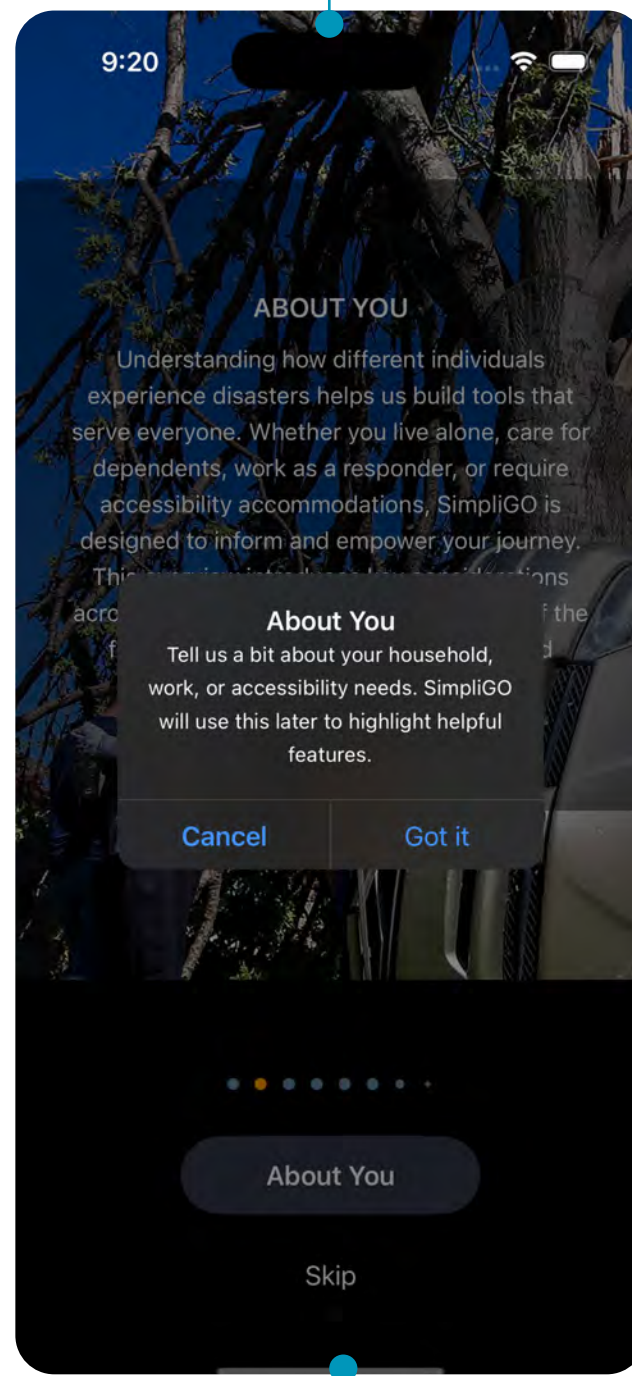 9:20
ABOUT YOU
Understanding how different individuals
experience disasters helps us build tools that
serve everyone. Whether you live alone, care for
dependents, work as a responder, or require
accessibility accommodations, SimpliGO is
designed to inform and empower your journey.
About You
Tell us a bit about your household,
work, or accessibility needs. SimpliGO
will use this later to highlight helpful
features.
Cancel
Got it
About You
Skip